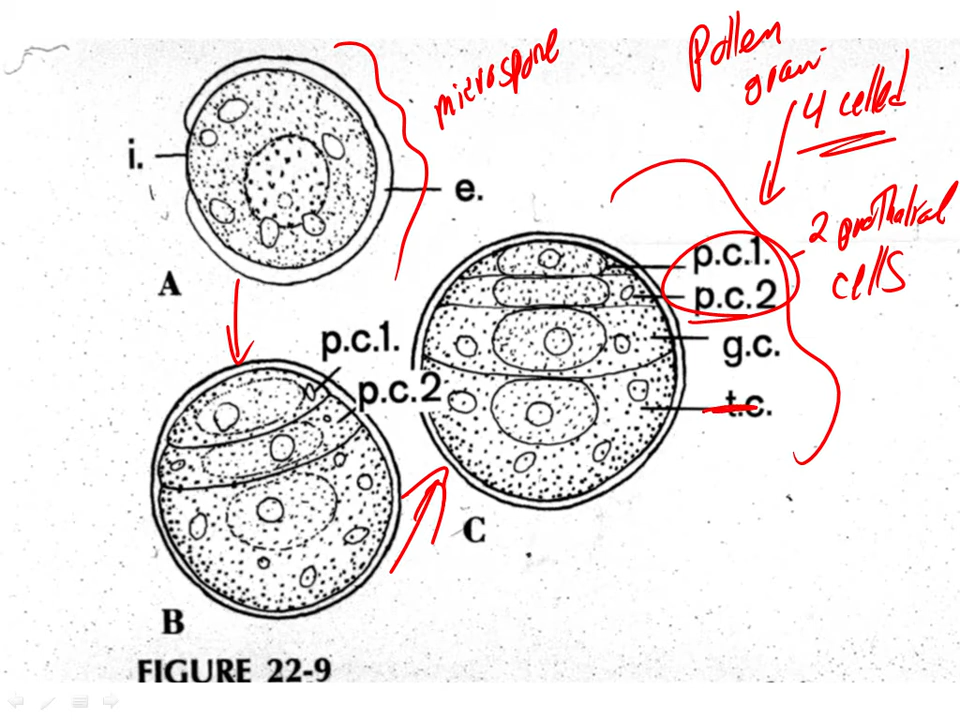 microspore
Pollen
grain
4 celled
i.
e.
2 prothalial
cells
A
p.c.1.
p.c.2
g.c.
t.c.
p.c.1.
p.c.2
C
B
FIGURE 22-9